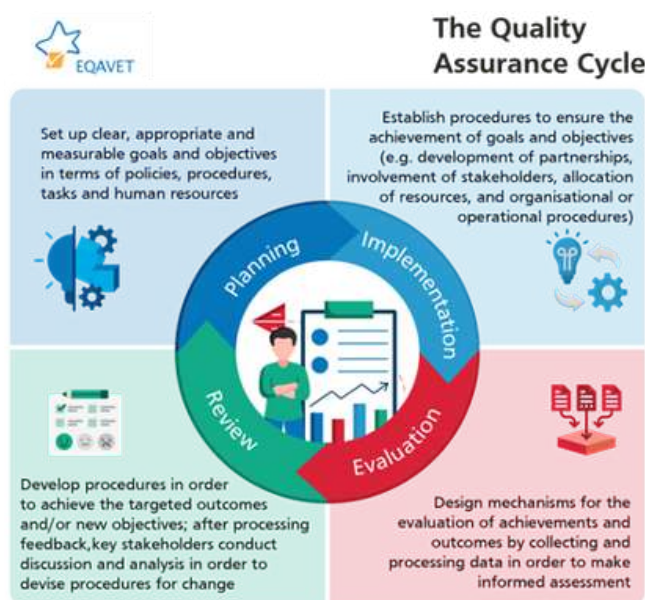 EQAVET
The Quality
Assurance Cycle
Set up clear, appropriate and
measurable goals and objectives
in terms of policies, procedures,
tasks and human resources
Establish procedures to ensure the
achievement of goals and objectives
(e.g. development of partnerships,
involvement of stakeholders, allocation
of resources, and organisational or
operational procedures)
Planning
Implementation
Review
Evaluation
Develop procedures in order
to achieve the targeted outcomes
and/or new objectives; after processing
feedback,key stakeholders conduct
discussion and analysis in order to
devise procedures for change
Design mechanisms for the
evaluation of achievements and
outcomes by collecting and
processing data in order to make
informed assessment